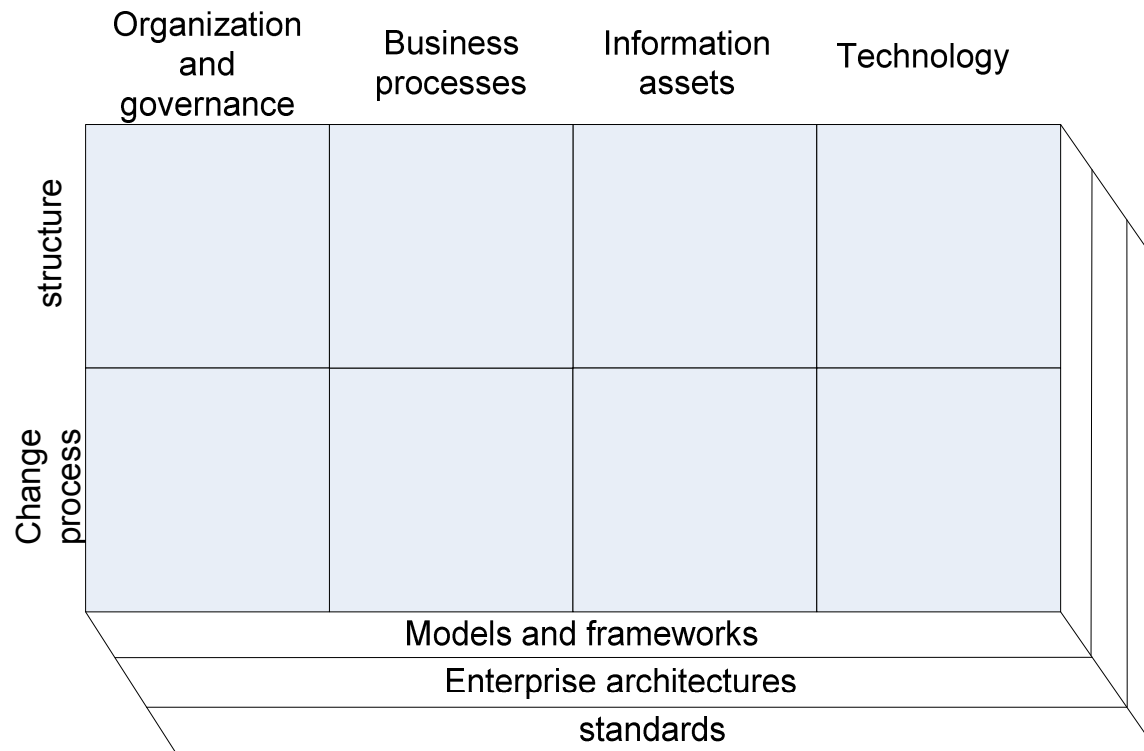 Organization
and
governance
Business
processes
Information
assets
Technology
structure
Change
process
Models and frameworks
Enterprise architectures
standards